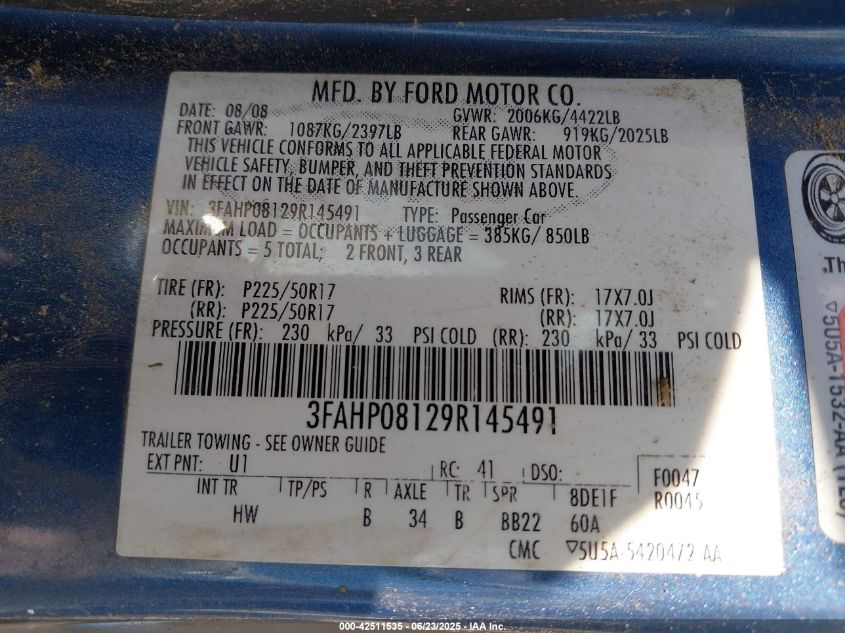 MFD. BY FORD MOTOR CO.
DATE: 08/08 GVWR: 2006KG/4422LB
FRONT GAWR: 1087KG/2397LB REAR GAWR: 919KG/2025LB
THIS VEHICLE CONFORMS TO ALL APPLICABLE FEDERAL MOTOR
VEHICLE SAFETY, BUMPER, AND THEFT PREVENTION STANDARDS
IN EFFECT ON THE DATE OF MANUFACTURE SHOWN ABOVE.
VIN: 3FAHP08129R145491 TYPE: Passenger Car
MAXIMUM LOAD = OCCUPANTS + LUGGAGE = 385KG/ 850LB
OCCUPANTS = 5 TOTAL; 2 FRONT, 3 REAR
TIRE (FR): P225/50R17 RIMS (FR): 17X7.0J
(RR): P225/50R17 (RR): 17X7.0J
PRESSURE (FR): 230 kPa/ 33 PSI COLD (RR): 230 kPa/ 33 PSI COLD
3FAHP08129R145491
TRAILER TOWING - SEE OWNER GUIDE
EXT PNT: U1 RC: 41 DSO: F0047
INT TR TP/PS R AXLE TR SPR 8DE1F R0045
HW B 34 B BB22 60A
CMC ▽5U5A-5420472-AA
Th
▽5U5A-1532-AA (TEO)
000-42511535 - 06/23/2025 - IAA Inc.